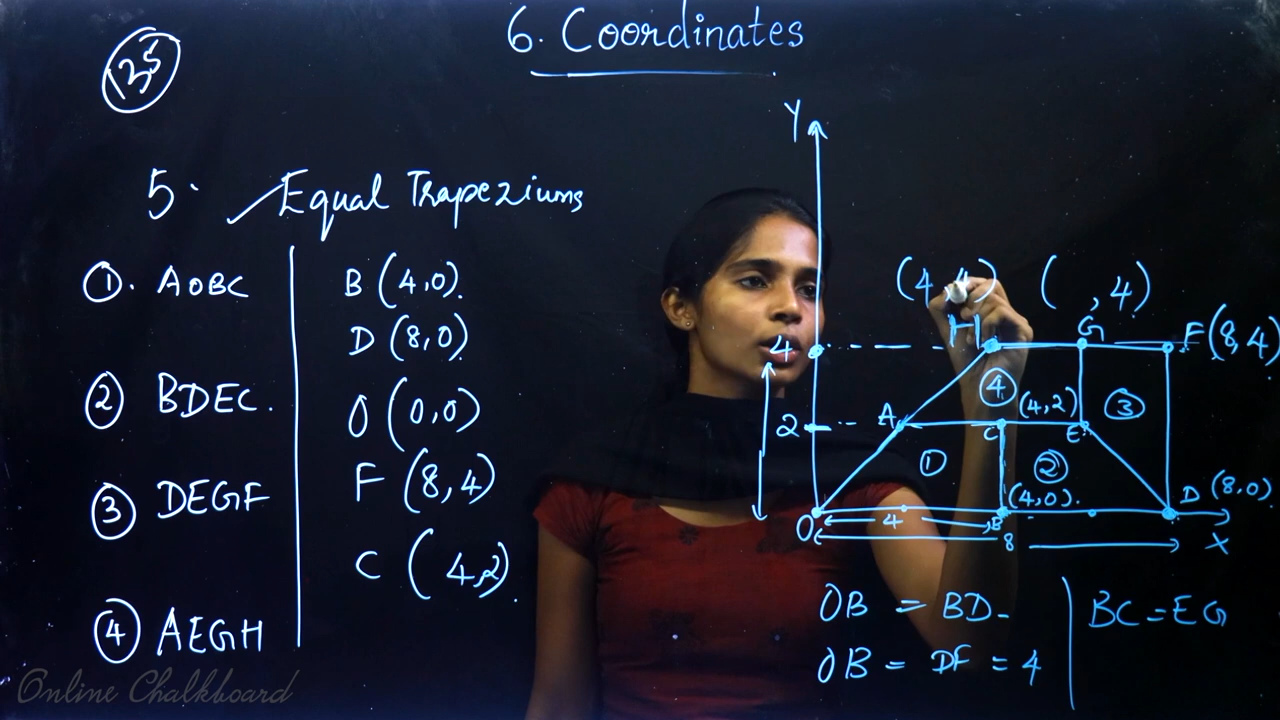 6. Coordinates
135
5.
Equal Trapeziums
① . AOBC
② BDEC.
③ DEGF
④ AEGH
B (4,0).
D (8,0)
O (0,0)
F (8,4)
C (4,2).
Y
(4,4) ( ,4)
4 H G F(8,4)
④ (4,2) ③
2 A C E
① ②
(4,0). D (8,0)
O 4 B X
8
OB = BD
OB = DF = 4
BC = EG
Online Chalkboard